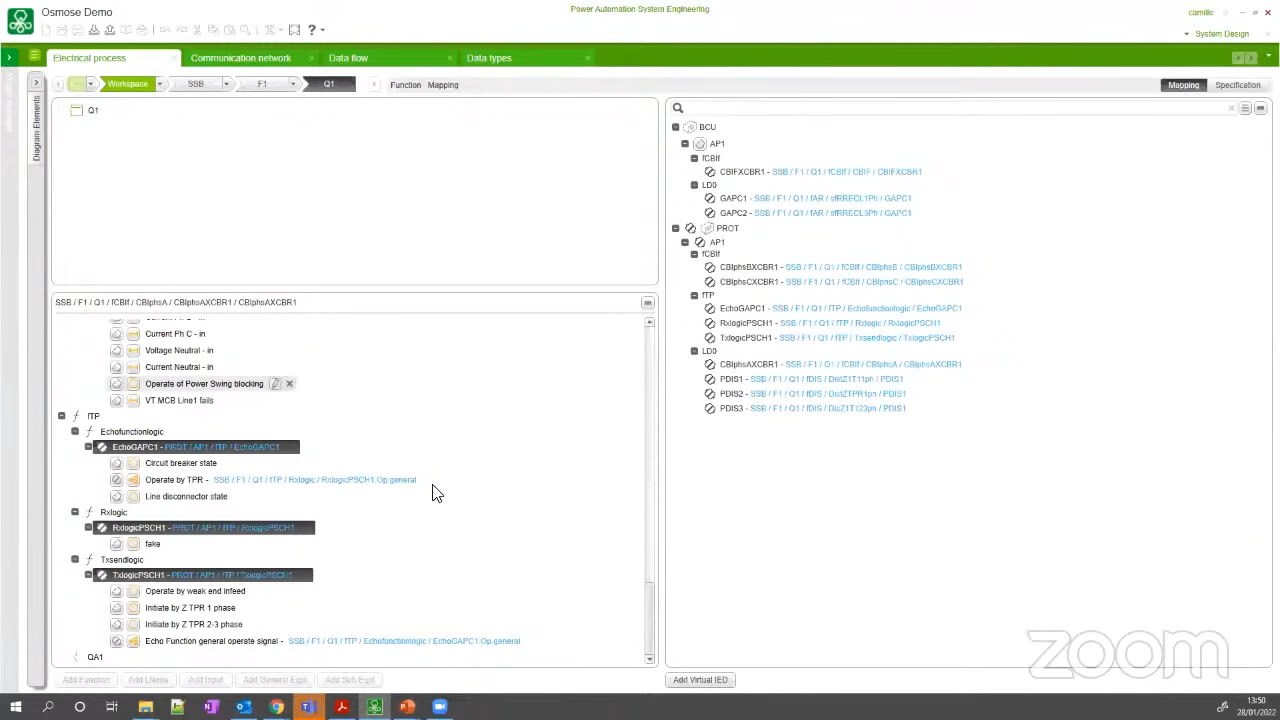 Osmose Demo
Power Automation System Engineering
camille
System Design
Electrical process
Communication network
Data flow
Data types
Workspace
SSB
F1
Q1
Function Mapping
Mapping
Specification
Diagram Elements
Q1
SSB / F1 / Q1 / fCBIf / CBIphsA / CBIphsAXCBR1 / CBIphsAXCBR1
Current Ph C - in
Voltage Neutral - in
Current Neutral - in
Operate of Power Swing blocking
VT MCB Line1 fails
fTP
Echofunctionlogic
EchoGAPC1 - PROT / AP1 / fTP / EchoGAPC1
Circuit breaker state
Operate by TPR - SSB / F1 / Q1 / fTP / Rxlogic / RxlogicPSCH1.Op.general
Line disconnector state
Rxlogic
RxlogicPSCH1 - PROT / AP1 / fTP / RxlogicPSCH1
fake
Txsendlogic
TxlogicPSCH1 - PROT / AP1 / fTP / TxlogicPSCH1
Operate by weak end infeed
Initiate by Z TPR 1 phase
Initiate by Z TPR 2-3 phase
Echo Function general operate signal - SSB / F1 / Q1 / fTP / Echofunctionlogic / EchoGAPC1.Op.general
QA1
Add Function
Add LNode
Add Input
Add General Eqpt
Add Sub Eqpt
BCU
AP1
fCBIf
CBIFXCBR1 - SSB / F1 / Q1 / fCBIf / CBIF / CBIFXCBR1
LD0
GAPC1 - SSB / F1 / Q1 / fAR / sfRRECL1Ph / GAPC1
GAPC2 - SSB / F1 / Q1 / fAR / sfRRECL3Ph / GAPC1
PROT
AP1
fCBIf
CBIphsBXCBR1 - SSB / F1 / Q1 / fCBIf / CBIphsB / CBIphsBXCBR1
CBIphsCXCBR1 - SSB / F1 / Q1 / fCBIf / CBIphsC / CBIphsCXCBR1
fTP
EchoGAPC1 - SSB / F1 / Q1 / fTP / Echofunctionlogic / EchoGAPC1
RxlogicPSCH1 - SSB / F1 / Q1 / fTP / Rxlogic / RxlogicPSCH1
TxlogicPSCH1 - SSB / F1 / Q1 / fTP / Txsendlogic / TxlogicPSCH1
LD0
CBIphsAXCBR1 - SSB / F1 / Q1 / fCBIf / CBIphsA / CBIphsAXCBR1
PDIS1 - SSB / F1 / Q1 / fDIS / DistZ1T11ph / PDIS1
PDIS2 - SSB / F1 / Q1 / fDIS / DistZTPR1ph / PDIS1
PDIS3 - SSB / F1 / Q1 / fDIS / DisZ1T123ph / PDIS1
Add Virtual IED
zoom
13:50
28/01/2022